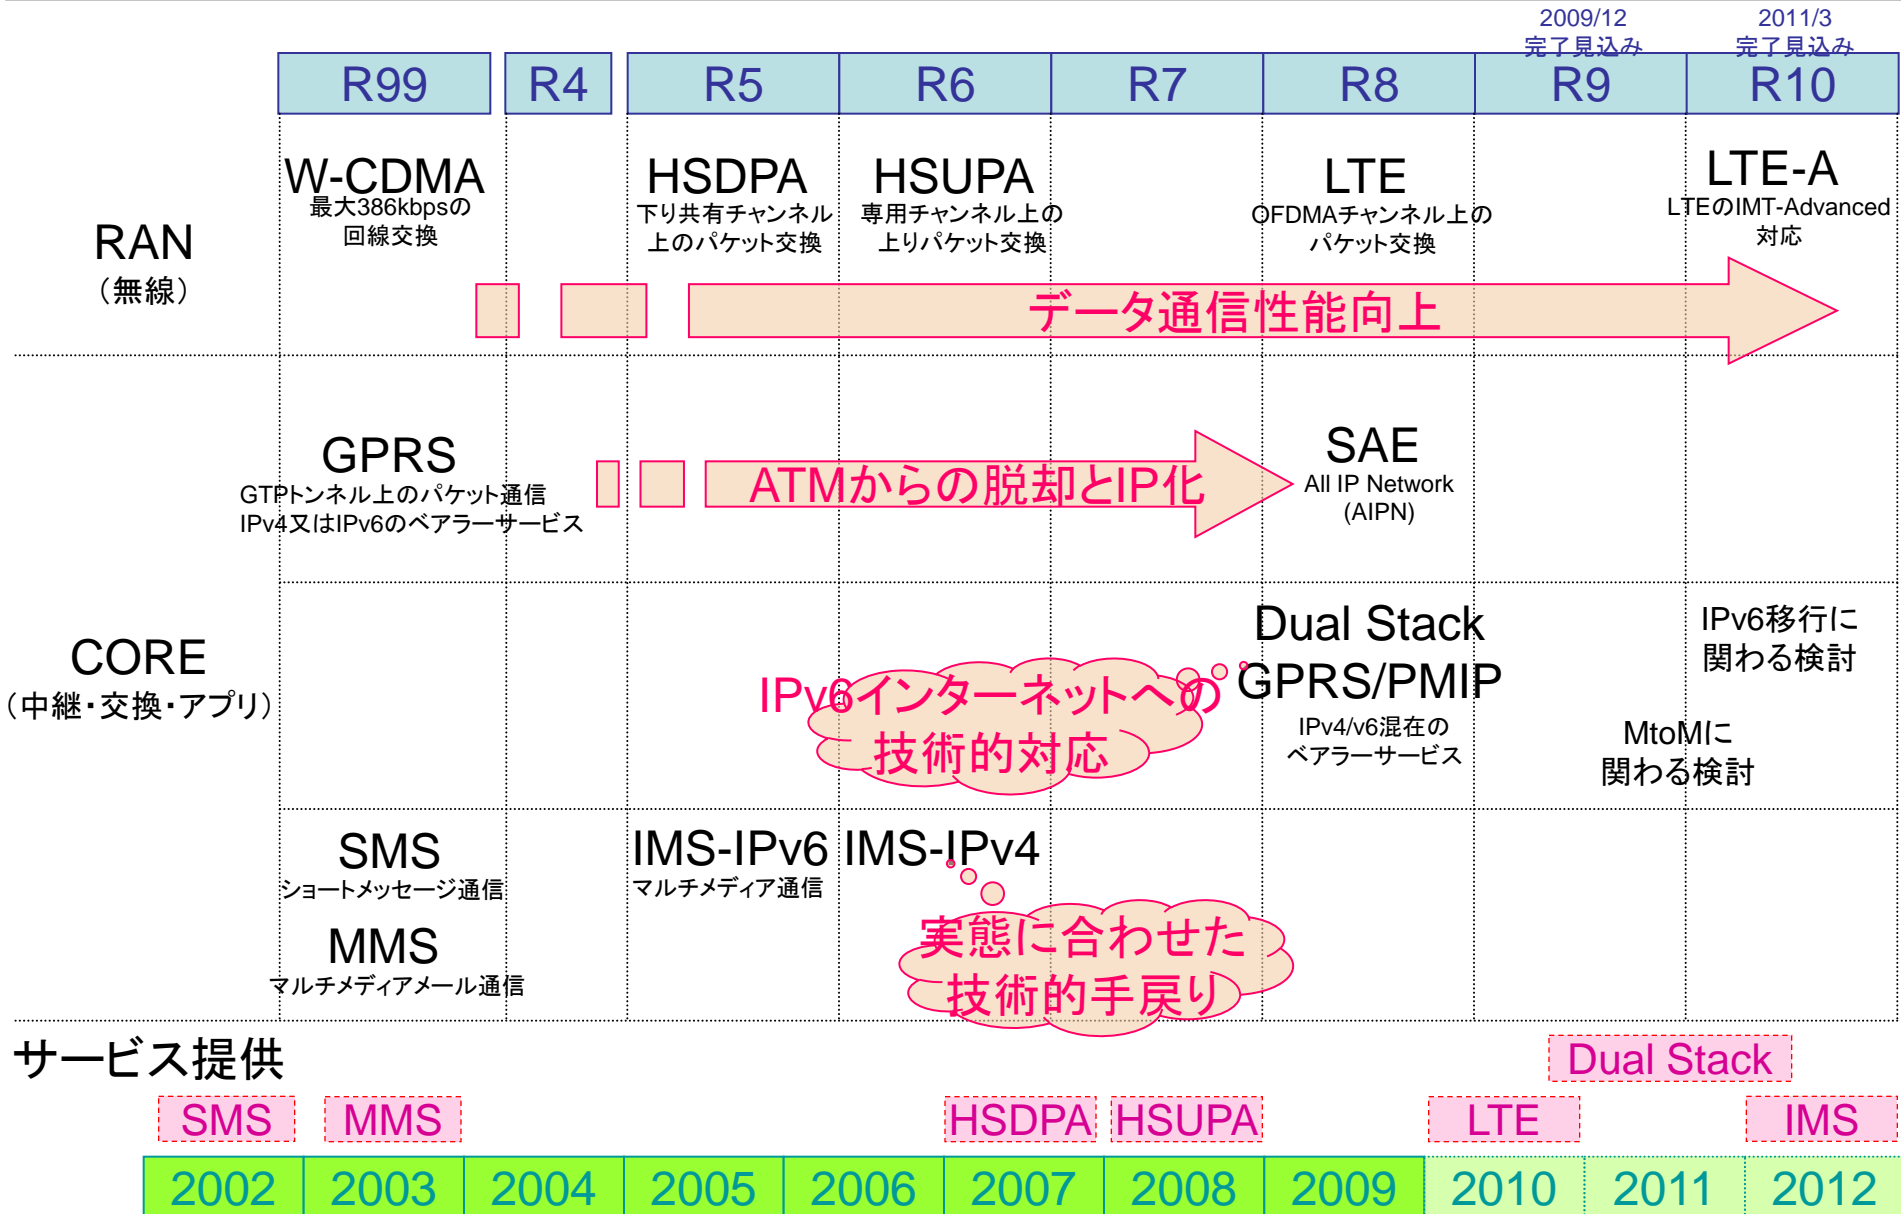 2009/12
完了見込み
2011/3
完了見込み
R99
R4
R5
R6
R7
R8
R9
R10
RAN
（無線）
W-CDMA
最大386kbpsの
回線交換
HSDPA
下り共有チャンネル
上のパケット交換
HSUPA
専用チャンネル上の
上りパケット交換
LTE
OFDMAチャンネル上の
パケット交換
LTE-A
LTEのIMT-Advanced
対応
データ通信性能向上
CORE
（中継・交換・アプリ）
GPRS
GTPトンネル上のパケット通信
IPv4又はIPv6のベアラーサービス
ATMからの脱却とIP化
SAE
All IP Network
(AIPN)
IPv6インターネットへの
技術的対応
Dual Stack
GPRS/PMIP
IPv4/v6混在の
ベアラーサービス
IPv6移行に
関わる検討
MtoMに
関わる検討
SMS
ショートメッセージ通信
MMS
マルチメディアメール通信
IMS-IPv6
マルチメディア通信
IMS-IPv4
実態に合わせた
技術的手戻り
サービス提供
Dual Stack
SMS
MMS
HSDPA
HSUPA
LTE
IMS
2002
2003
2004
2005
2006
2007
2008
2009
2010
2011
2012